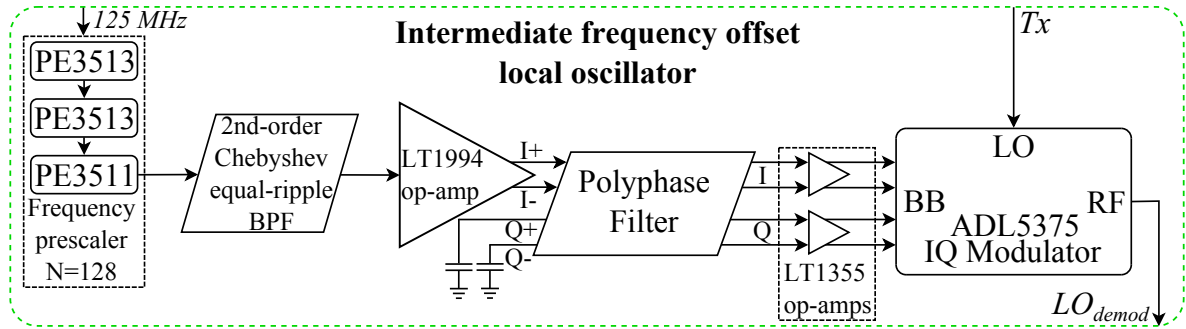 125 MHz
Intermediate frequency offset
local oscillator
Tx
PE3513
PE3513
PE3511
Frequency
prescaler
N=128
2nd-order
Chebyshev
equal-ripple
BPF
LT1994
op-amp
I+
I-
Q+
Q-
Polyphase
Filter
I
Q
LT1355
op-amps
LO
BB
RF
ADL5375
IQ Modulator
LOdemod